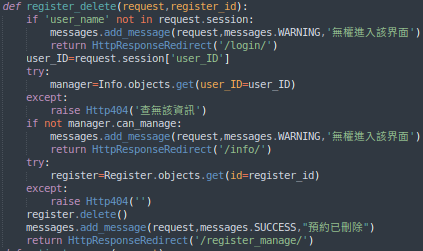 def register_delete(request,register_id):
    if 'user_name' not in request.session:
        messages.add_message(request,messages.WARNING,'無權進入該界面')
        return HttpResponseRedirect('/login/')
    user_ID=request.session['user_ID']
    try:
        manager=Info.objects.get(user_ID=user_ID)
    except:
        raise Http404('查無該資訊')
    if not manager.can_manage:
        messages.add_message(request,messages.WARNING,'無權進入該界面')
        return HttpResponseRedirect('/info/')
    try:
        register=Register.objects.get(id=register_id)
    except:
        raise Http404('')
    register.delete()
    messages.add_message(request,messages.SUCCESS,"預約已刪除")
    return HttpResponseRedirect('/register_manage/')